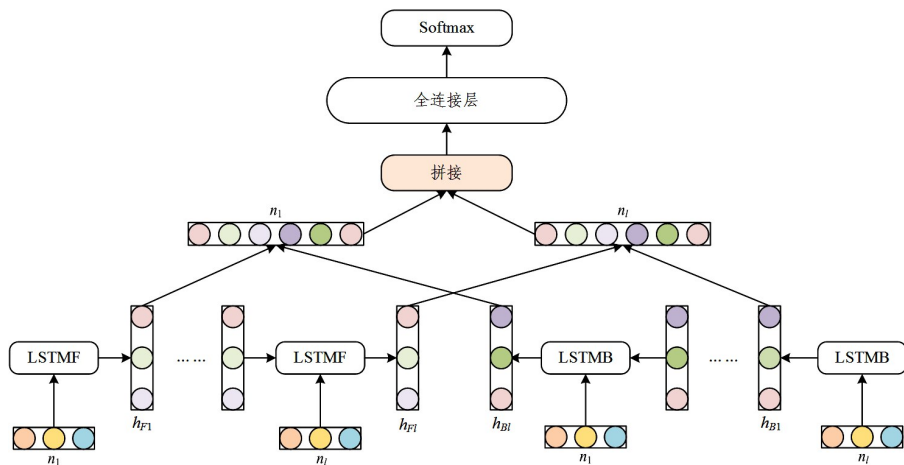 Softmax
全连接层
拼接
n1
nl
LSTMF
……
LSTMF
LSTMB
……
LSTMB
hF1
hFl
hBl
hB1
n1
nl
n1
nl